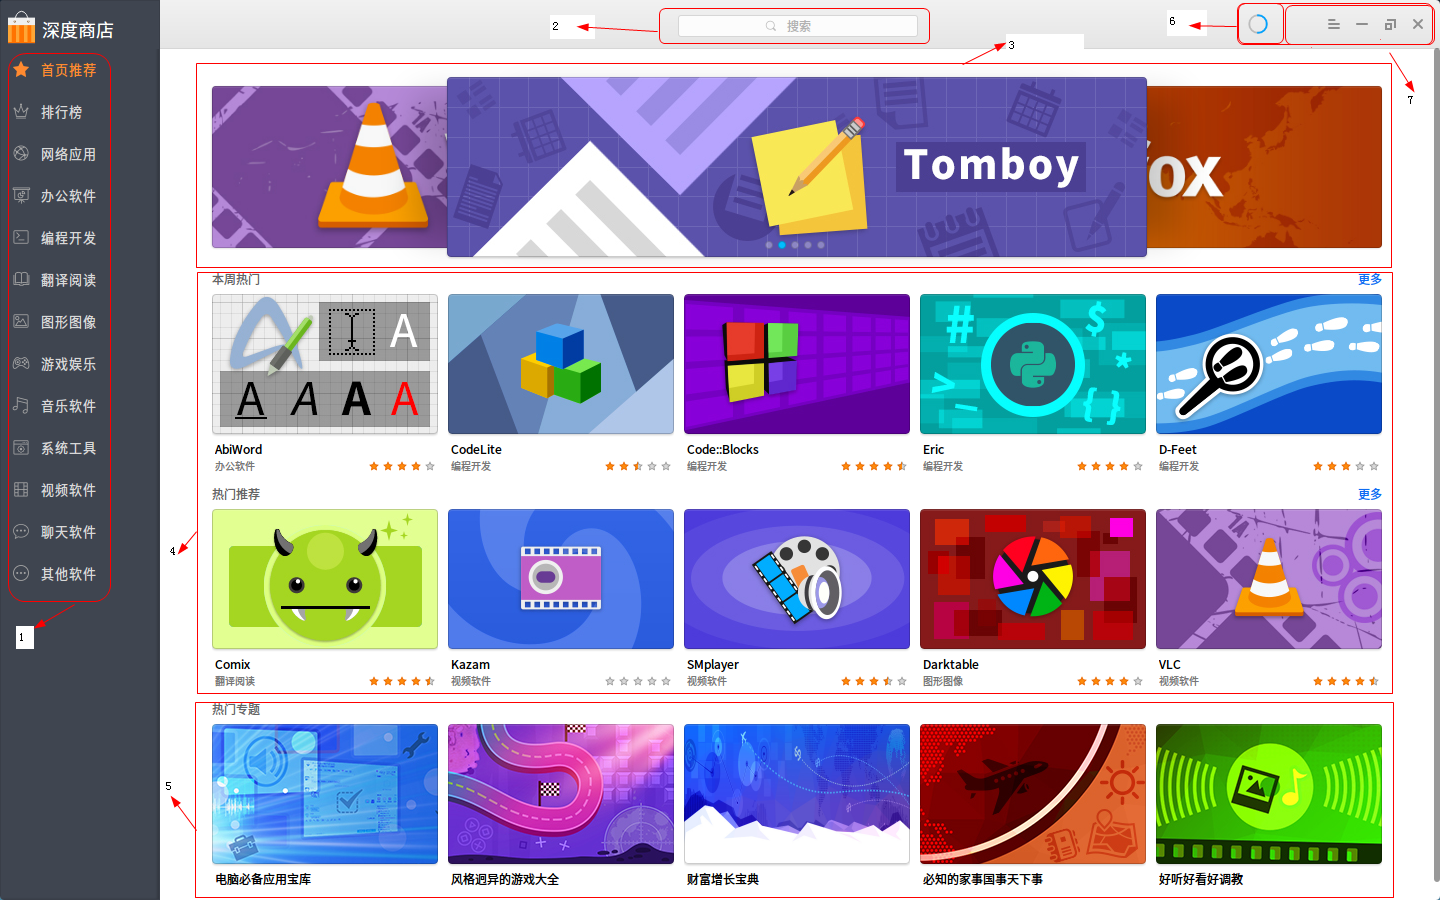 深度商店
2
搜索
6
3
7
首页推荐
排行榜
网络应用
办公软件
编程开发
翻译阅读
图形图像
游戏娱乐
音乐软件
系统工具
视频软件
聊天软件
其他软件
1
Tomboy
fox
本周热门
更多
A
A A A A
# $
* > _ { }
AbiWord
CodeLite
Code::Blocks
Eric
D-Feet
办公软件
编程开发
编程开发
编程开发
编程开发
热门推荐
更多
4
Comix
Kazam
SMplayer
Darktable
VLC
翻译阅读
视频软件
视频软件
图形图像
视频软件
热门专题
5
电脑必备应用宝库
风格迥异的游戏大全
财富增长宝典
必知的家事国事天下事
好听好看好调教